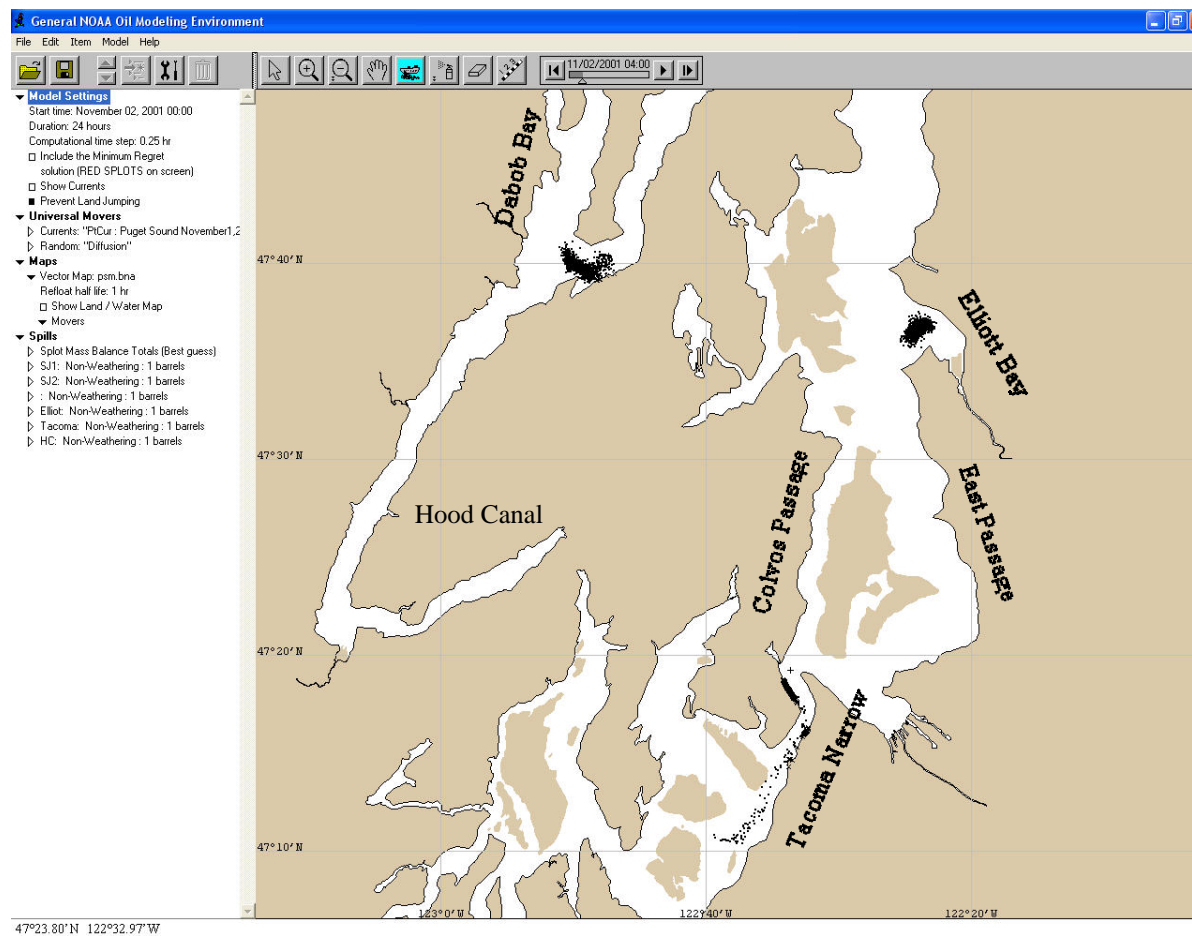 General NOAA Oil Modeling Environment
File Edit Item Model Help
11/02/2001 04:00
Model Settings
Start time: November 02, 2001 00:00
Duration: 24 hours
Computational time step: 0.25 hr
Include the Minimum Regret
solution (RED SPLOTS on screen)
Show Currents
Prevent Land Jumping
Universal Movers
Currents: "PtCur : Puget Sound November1,2
Random: "Diffusion"
Maps
Vector Map: psm.bna
Refloat half life: 1 hr
Show Land / Water Map
Movers
Spills
Splot Mass Balance Totals (Best guess)
SJ1: Non-Weathering : 1 barrels
SJ2: Non-Weathering : 1 barrels
: Non-Weathering : 1 barrels
Elliot: Non-Weathering : 1 barrels
Tacoma: Non-Weathering : 1 barrels
HC: Non-Weathering : 1 barrels
Dabob Bay
47°40'N
Elliott Bay
47°30'N
Colvos Passage
East Passage
Hood Canal
47°20'N
Tacoma Narrow
47°10'N
123°0'W
122°40'W
122°20'W
47°23.80'N 122°32.97'W